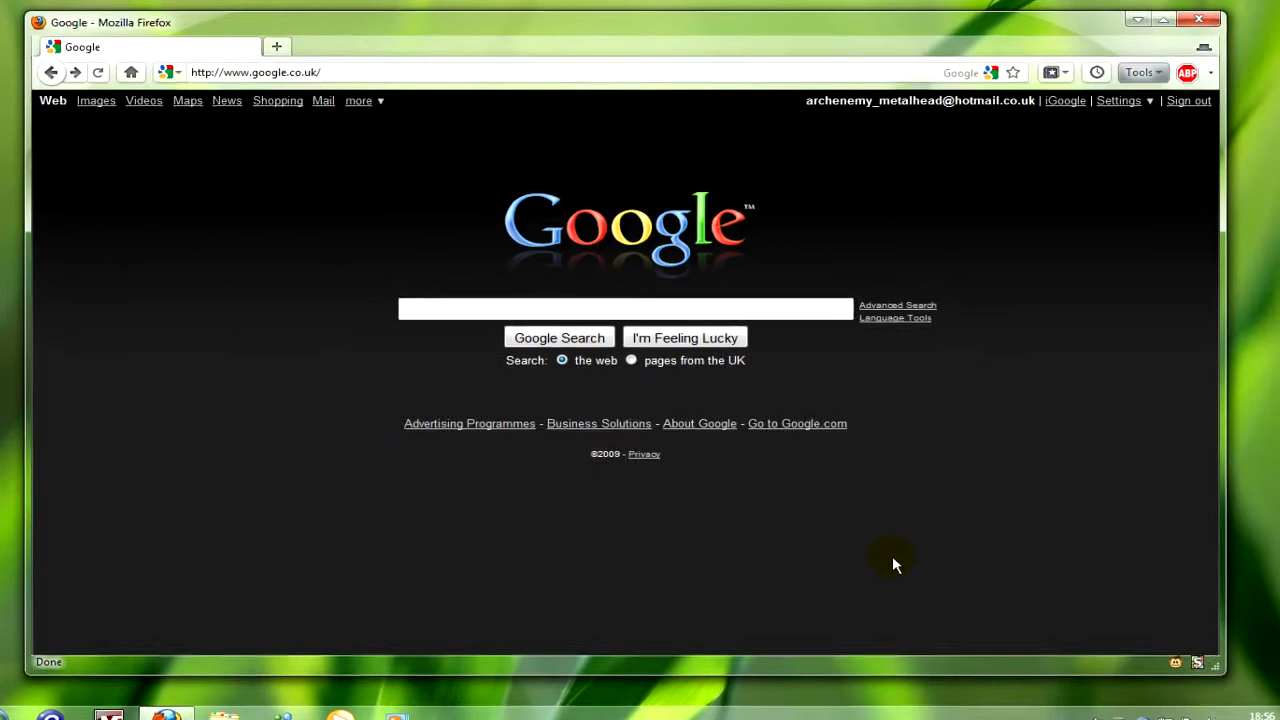 Google - Mozilla Firefox
Google
http://www.google.co.uk/
Google
Tools
ABP
Web Images Videos Maps News Shopping Mail more ▼
archenemy_metalhead@hotmail.co.uk | iGoogle | Settings ▼ | Sign out
Google™
Advanced Search
Language Tools
Google Search
I'm Feeling Lucky
Search: the web pages from the UK
Advertising Programmes - Business Solutions - About Google - Go to Google.com
©2009 - Privacy
Done
S
18:56